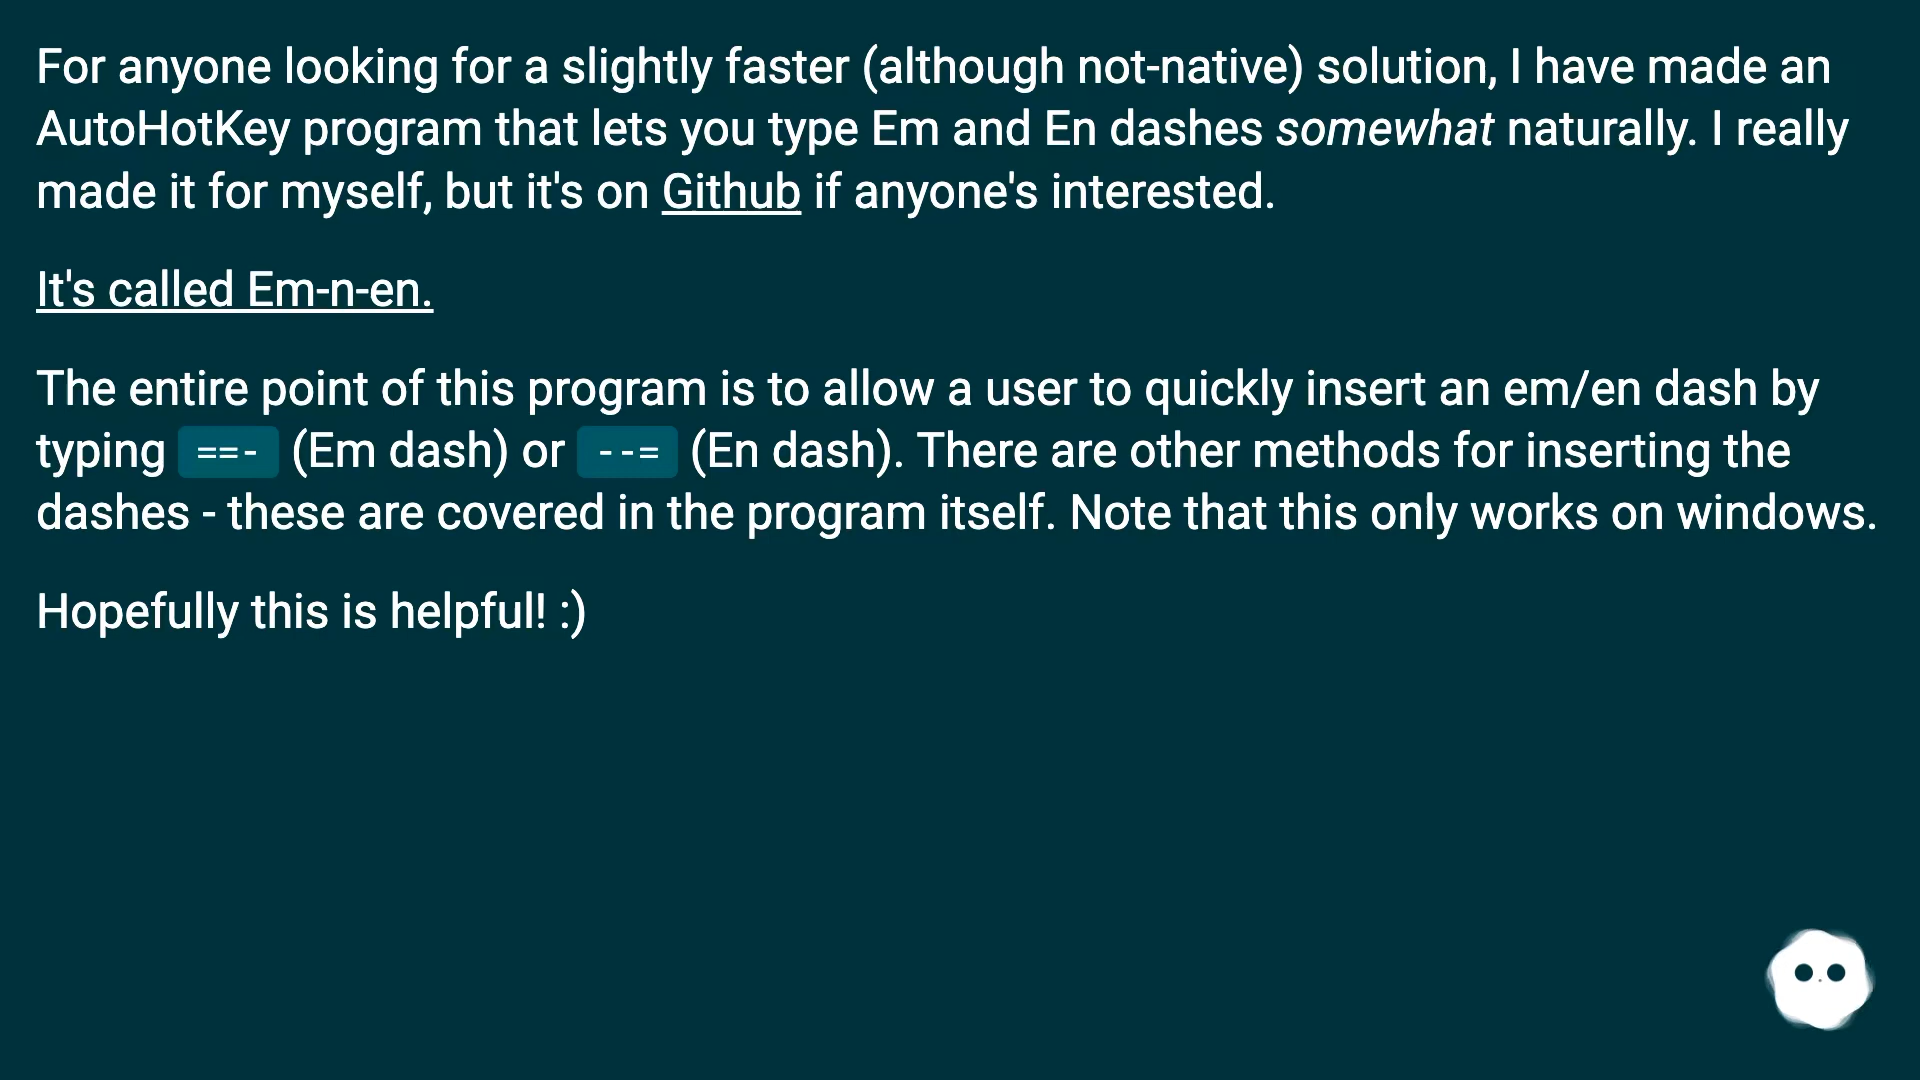 For anyone looking for a slightly faster (although not-native) solution, I have made an
AutoHotKey program that lets you type Em and En dashes somewhat naturally. I really
made it for myself, but it's on Github if anyone's interested.
It's called Em-n-en.
The entire point of this program is to allow a user to quickly insert an em/en dash by
typing ==- (Em dash) or --= (En dash). There are other methods for inserting the
dashes - these are covered in the program itself. Note that this only works on windows.
Hopefully this is helpful! :)